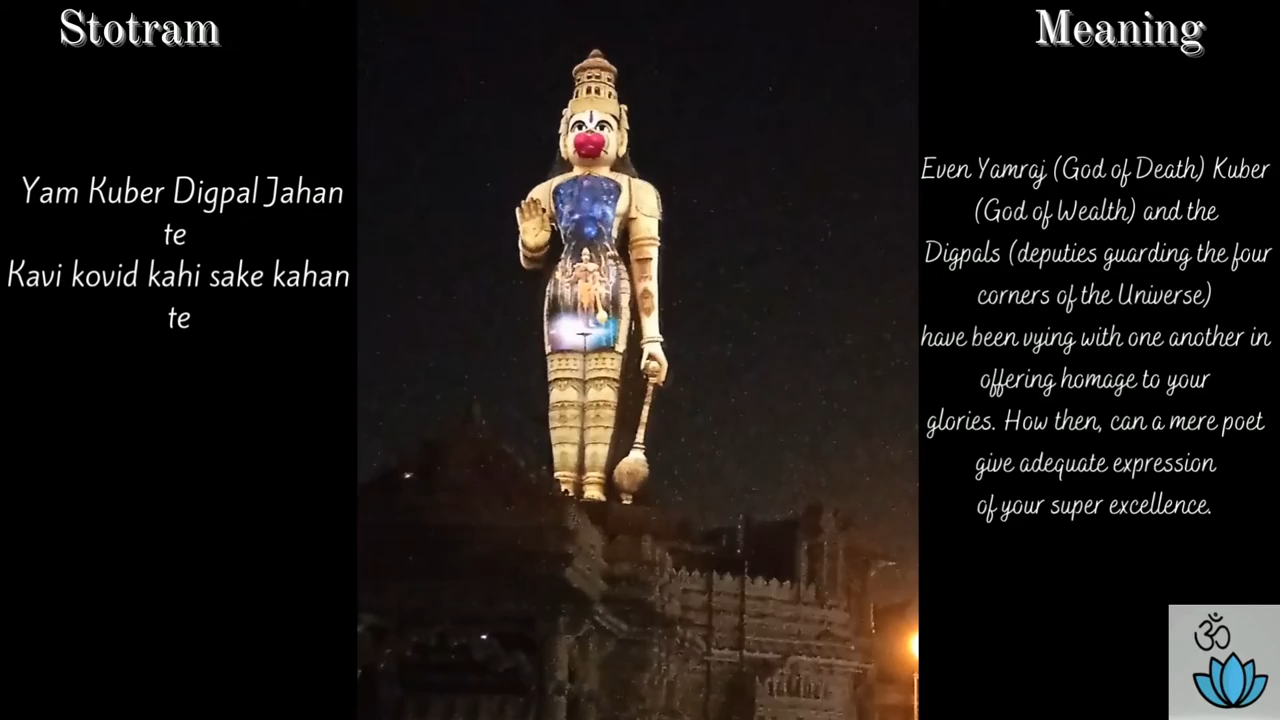 Stotram
Yam Kuber Digpal Jahan
te
Kavi kovid kahi sake kahan
te
Meaning
Even Yamraj (God of Death) Kuber
(God of Wealth) and the
Digpals (deputies guarding the four
corners of the Universe)
have been vying with one another in
offering homage to your
glories. How then, can a mere poet
give adequate expression
of your super excellence.
ॐ